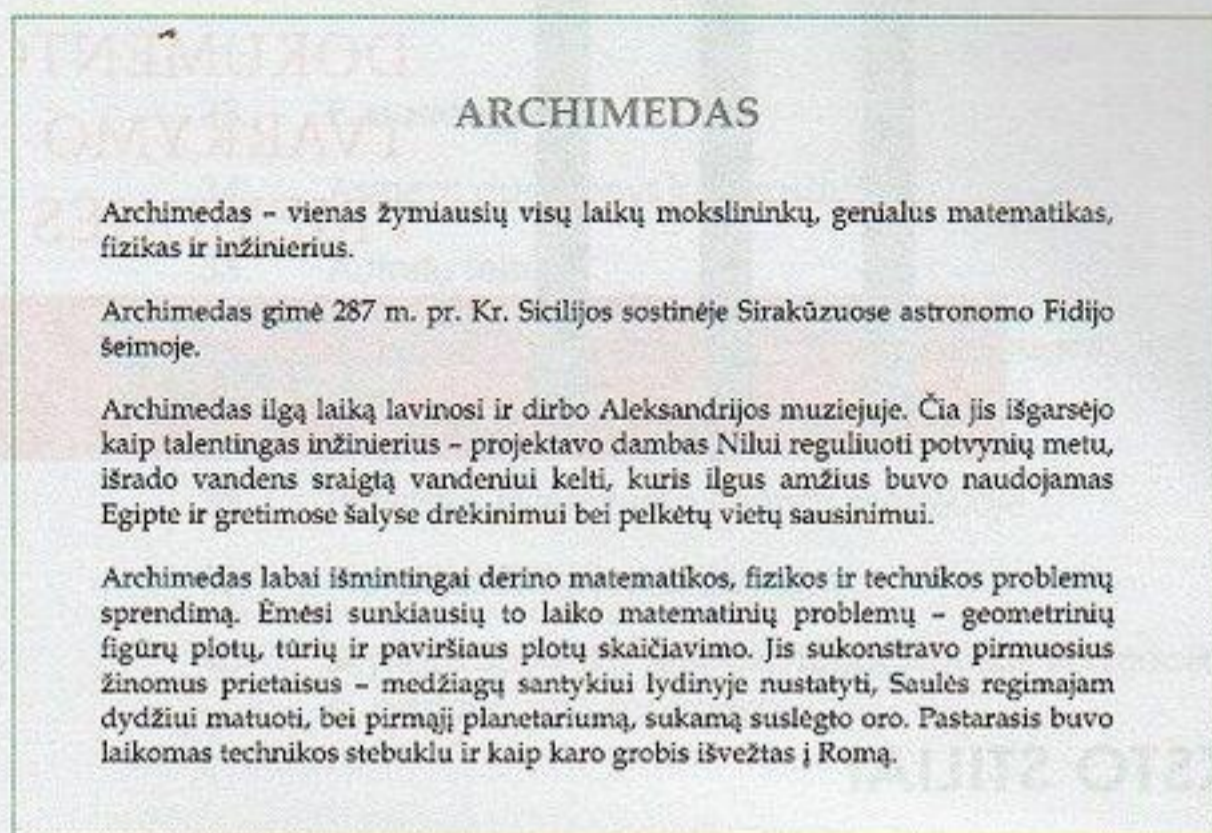 ARCHIMEDAS
Archimedas – vienas žymiausių visų laikų mokslininkų, genialus matematikas,
fizikas ir inžinierius.
Archimedas gimė 287 m. pr. Kr. Sicilijos sostinėje Sirakūzuose astronomo Fidijo
šeimoje.
Archimedas ilgą laiką lavinosi ir dirbo Aleksandrijos muziejuje. Čia jis išgarsėjo
kaip talentingas inžinierius – projektavo dambas Nilui reguliuoti potvynių metu,
išrado vandens sraigtą vandeniui kelti, kuris ilgus amžius buvo naudojamas
Egipte ir gretimose šalyse drėkinimui bei pelkėtų vietų sausinimui.
Archimedas labai išmintingai derino matematikos, fizikos ir technikos problemų
sprendimą. Ėmėsi sunkiausių to laiko matematinių problemų – geometrinių
figūrų plotų, tūrių ir paviršiaus plotų skaičiavimo. Jis sukonstravo pirmuosius
žinomus prietaisus – medžiagų santykiui lydinyje nustatyti, Saulės regimajam
dydžiui matuoti, bei pirmąjį planetariumą, sukamą suslėgto oro. Pastarasis buvo
laikomas technikos stebuklu ir kaip karo grobis išvežtas į Romą.